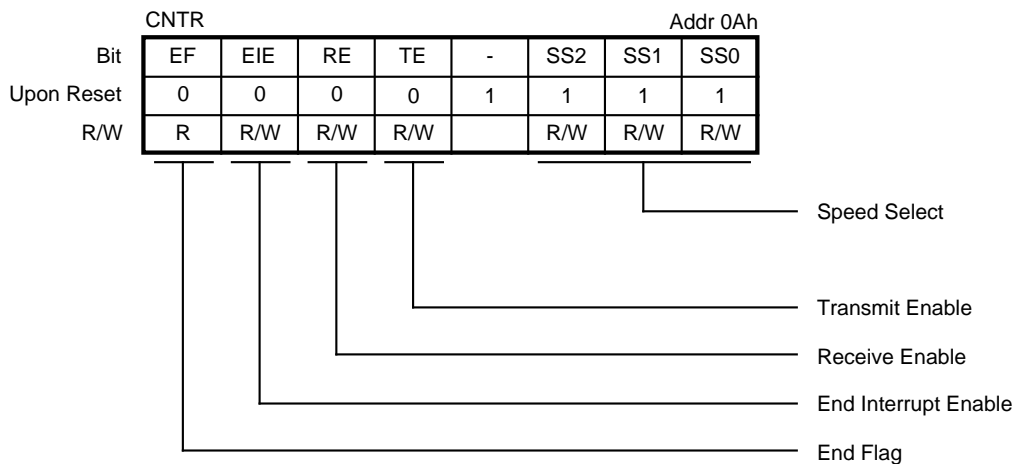 CNTR Addr 0Ah
Bit EF EIE RE TE - SS2 SS1 SS0
Upon Reset 0 0 0 0 1 1 1 1
R/W R R/W R/W R/W R/W R/W R/W
Speed Select
Transmit Enable
Receive Enable
End Interrupt Enable
End Flag